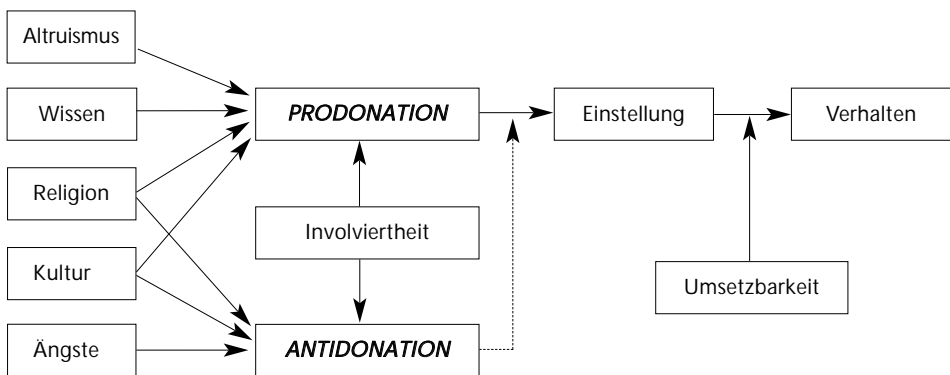 Altruismus
Wissen
Religion
Kultur
Ängste
PRODONATION
Involviertheit
ANTIDONATION
Einstellung
Verhalten
Umsetzbarkeit